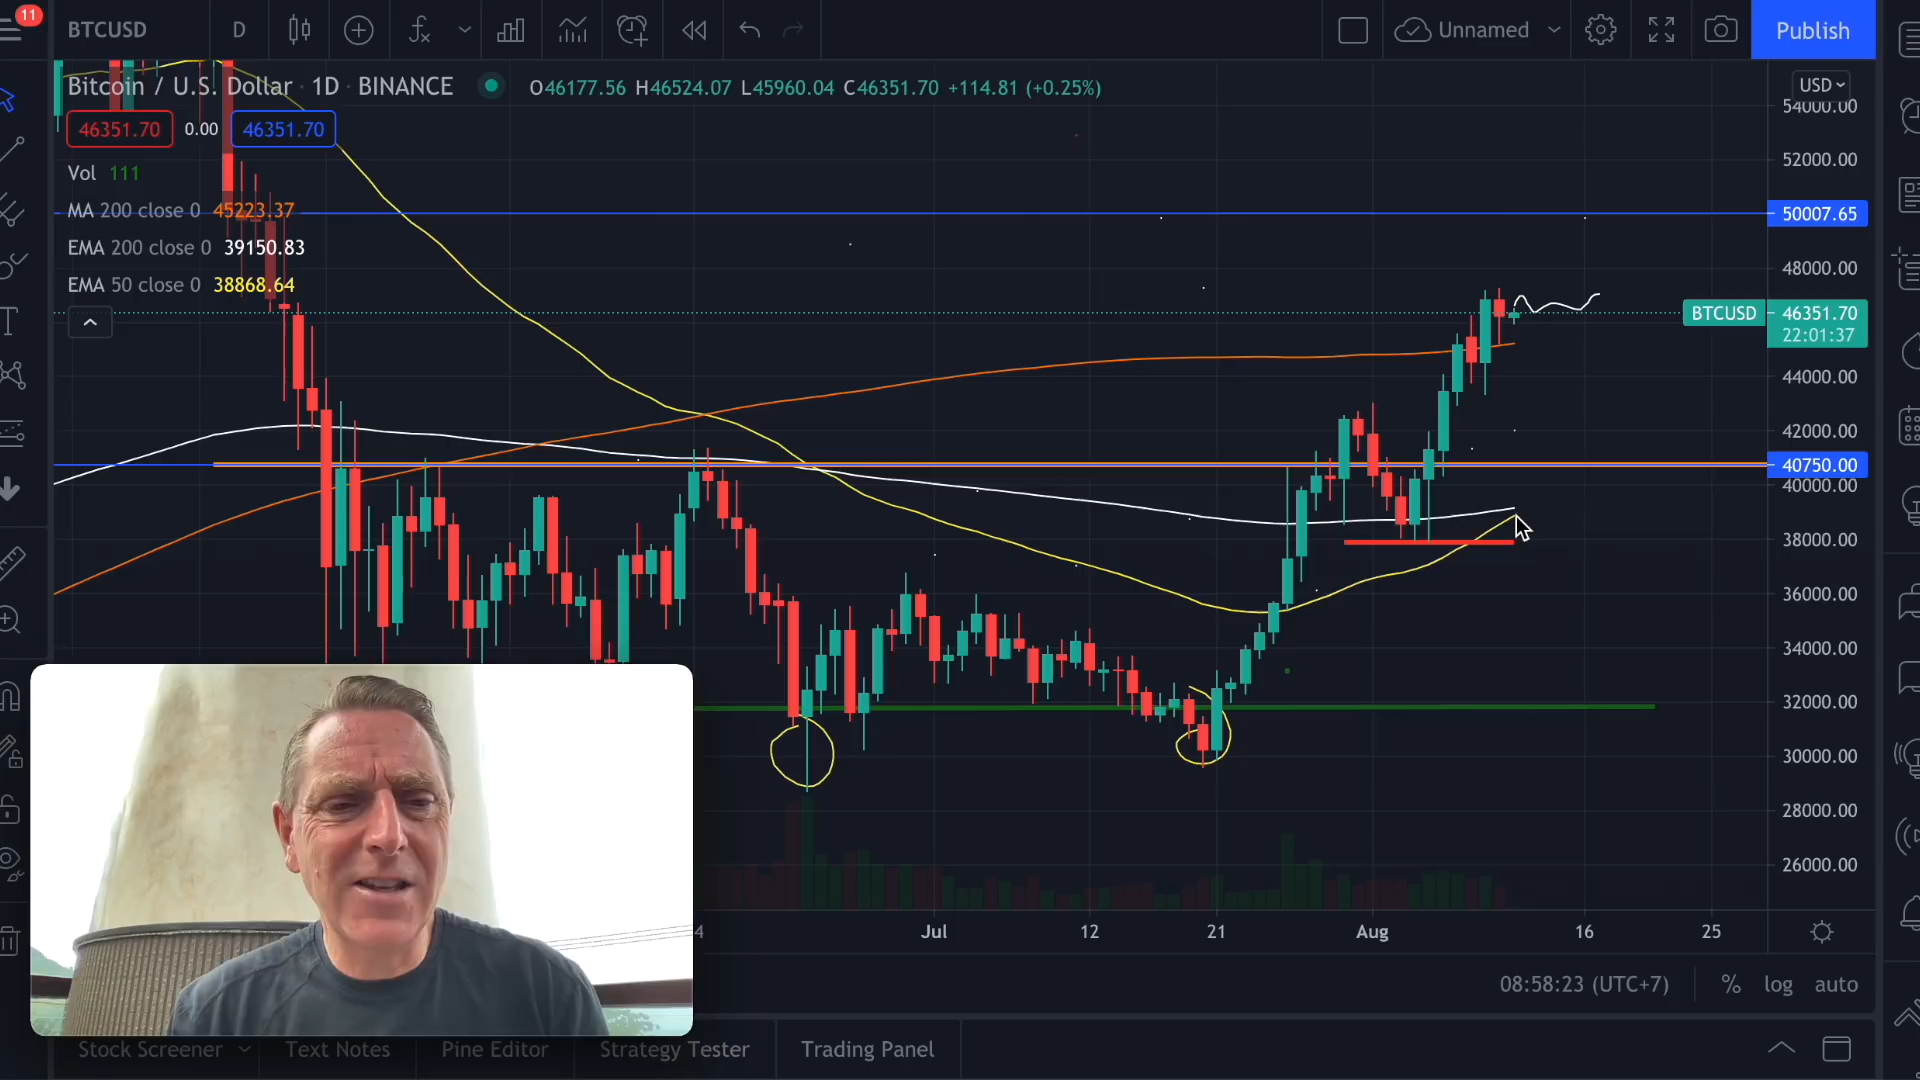 11
BTCUSD
D
Unnamed
Publish
Bitcoin / U.S. Dollar · 1D · BINANCE
O46177.56 H46524.07 L45960.04 C46351.70 +114.81 (+0.25%)
USD
46351.70
0.00
46351.70
Vol 111
MA 200 close 0 45223.37
EMA 200 close 0 39150.83
EMA 50 close 0 38868.64
54000.00
52000.00
50007.65
48000.00
BTCUSD
46351.70
22:01:37
44000.00
42000.00
40750.00
40000.00
38000.00
36000.00
34000.00
32000.00
30000.00
28000.00
26000.00
4
Jul
12
21
Aug
16
25
08:58:23 (UTC+7)
%
log
auto
Stock Screener
Text Notes
Pine Editor
Strategy Tester
Trading Panel